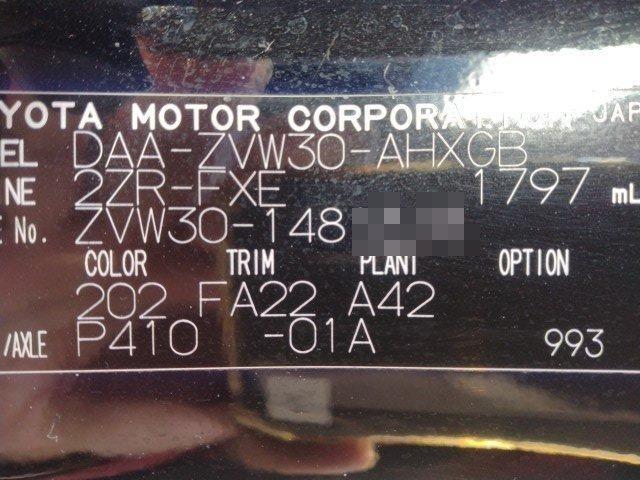 YOTA MOTOR CORPORA JAP
EL DAA-ZVW30-AHXGB
NE 2ZR-FXE 1797 mL
E No. ZVW30-148
COLOR TRIM PLANT OPTION
202 FA22 A42
/AXLE P410 -01A 993